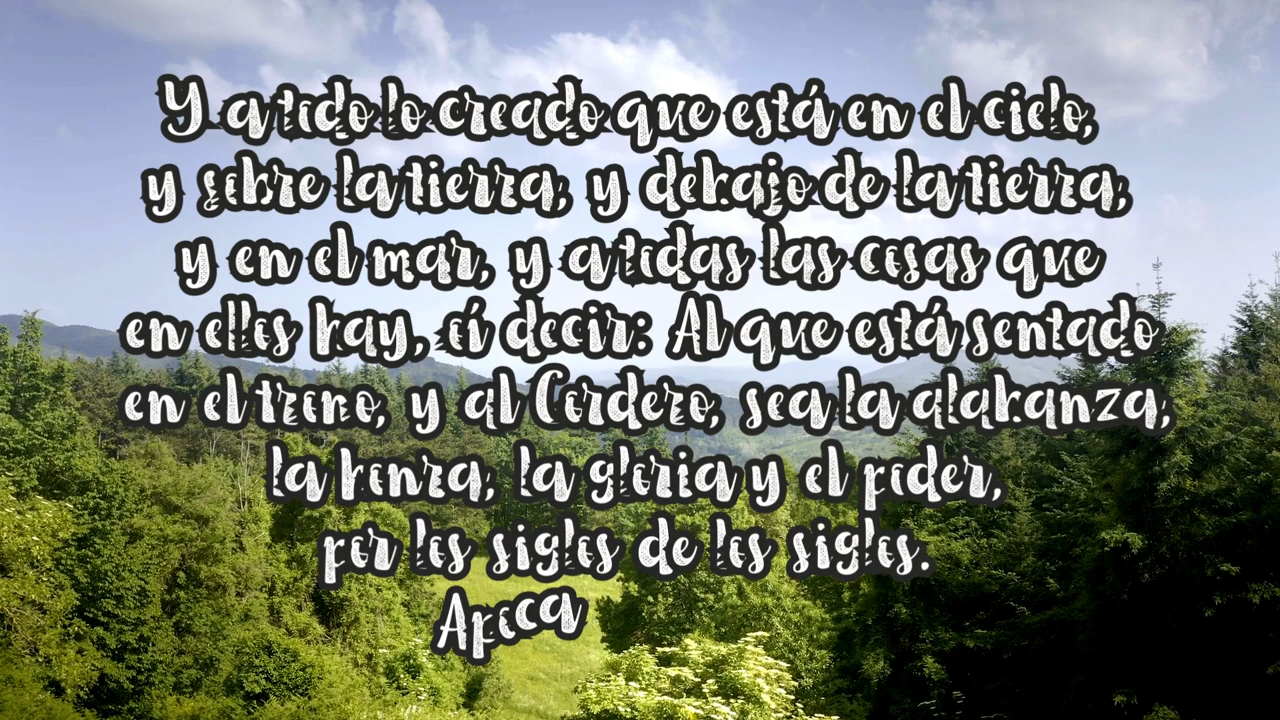 Y a todo lo creado que está en el cielo,
y sobre la tierra, y debajo de la tierra,
y en el mar, y a todas las cosas que
en ellos hay, oí decir: Al que está sentado
en el trono, y al Cordero, sea la alabanza,
la honra, la gloria y el poder,
por los siglos de los siglos.
Apoca